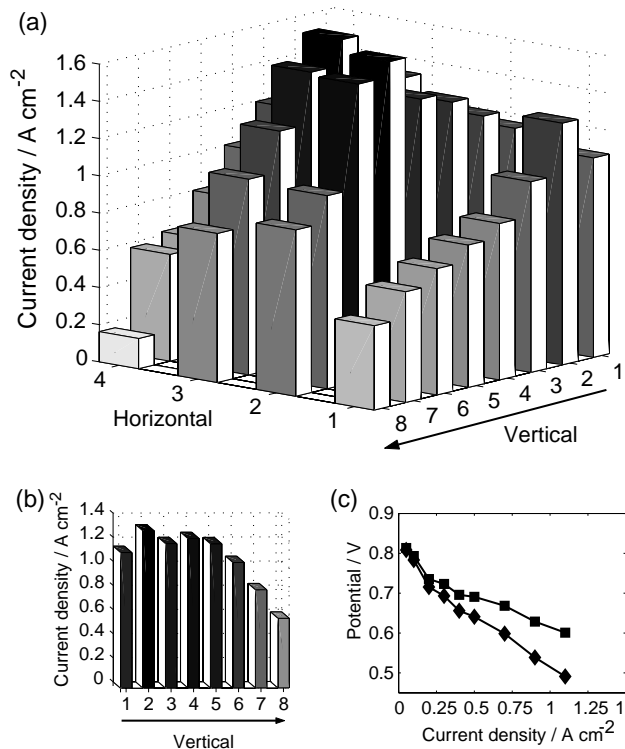 (a)
Current density / A cm⁻²
1.6
1.4
1.2
1
0.8
0.6
0.4
0.2
0
4
3
2
1
Horizontal
8
7
6
5
4
3
2
1
Vertical
(b)
Current density / A cm⁻²
1.4
1.2
1
0.8
0.6
0.4
0.2
0
1 2 3 4 5 6 7 8
Vertical
(c)
Potential / V
0.9
0.8
0.7
0.6
0.5
0 0.25 0.5 0.75 1 1.25 1.5
Current density / A cm⁻²